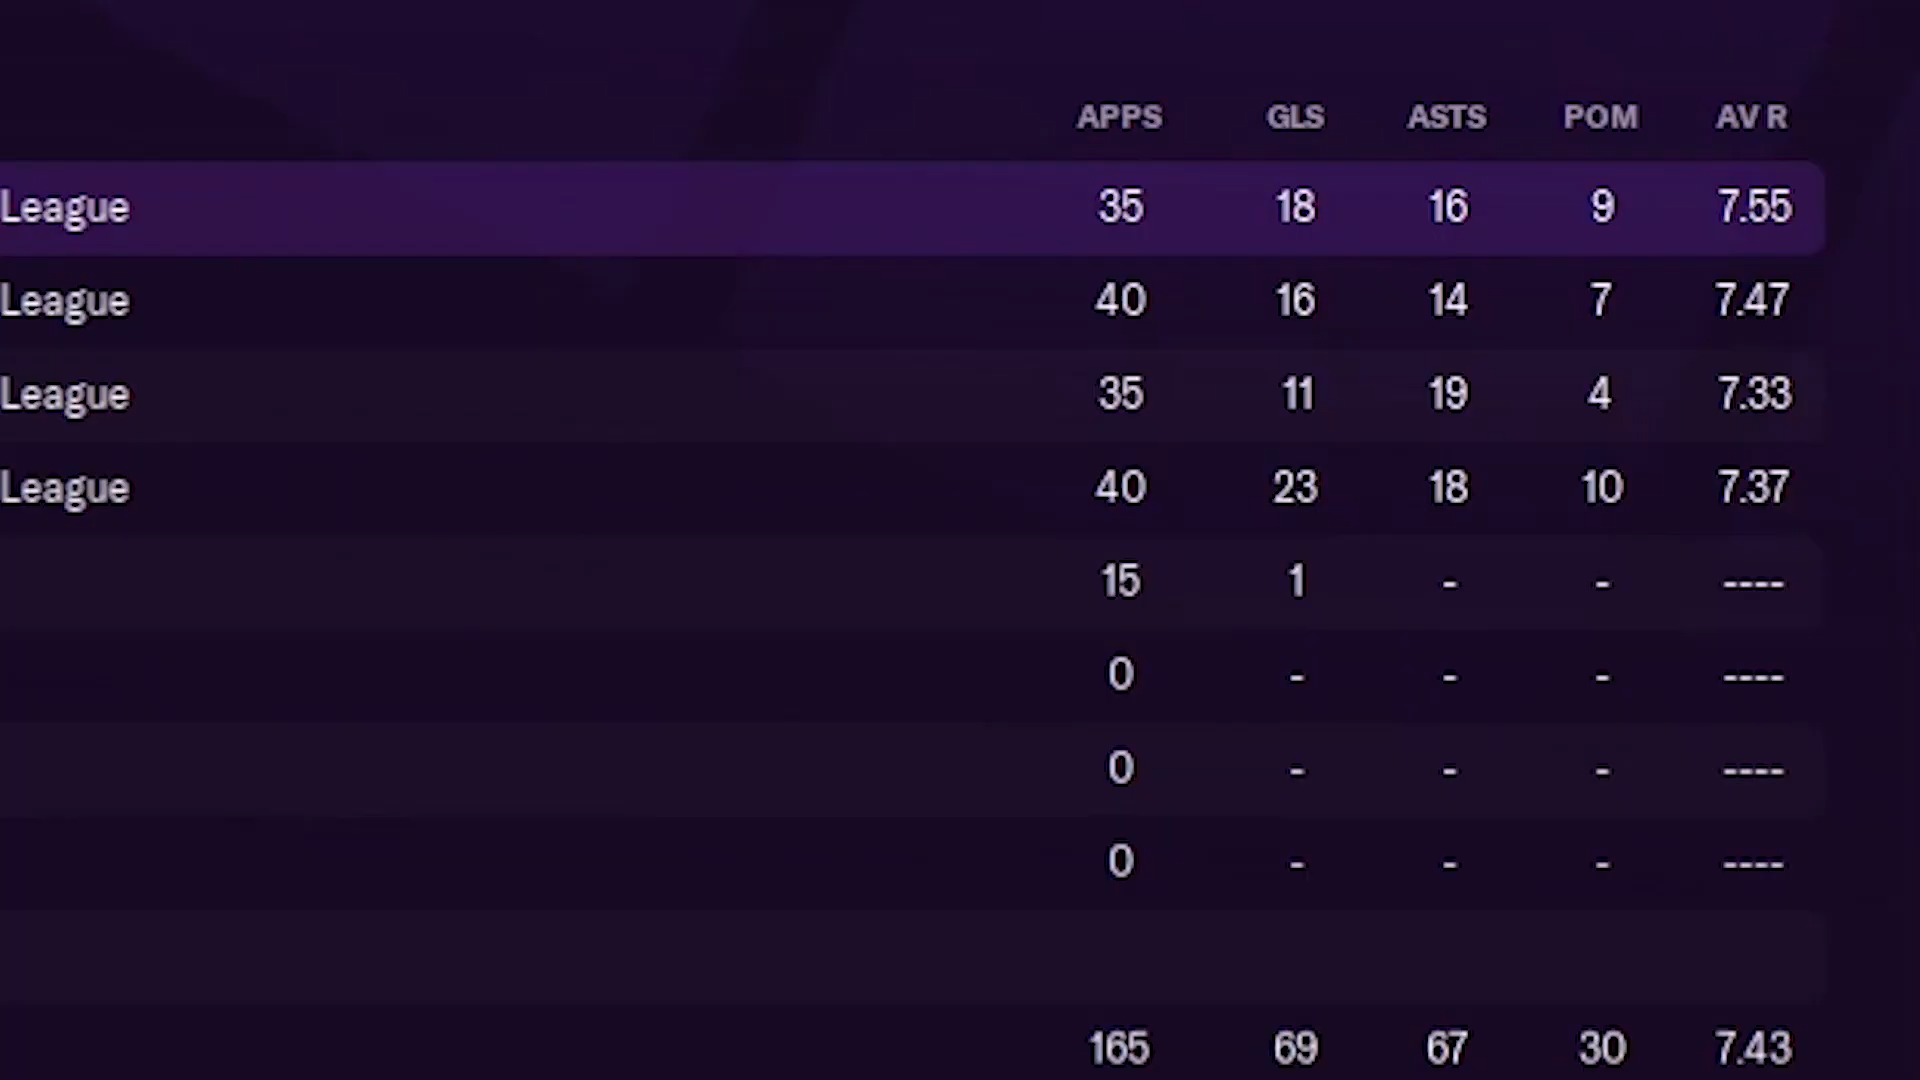 APPS GLS ASTS POM AV R
League 35 18 16 9 7.55
League 40 16 14 7 7.47
League 35 11 19 4 7.33
League 40 23 18 10 7.37
15 1 - - ----
0 - - - ----
0 - - - ----
0 - - - ----
165 69 67 30 7.43